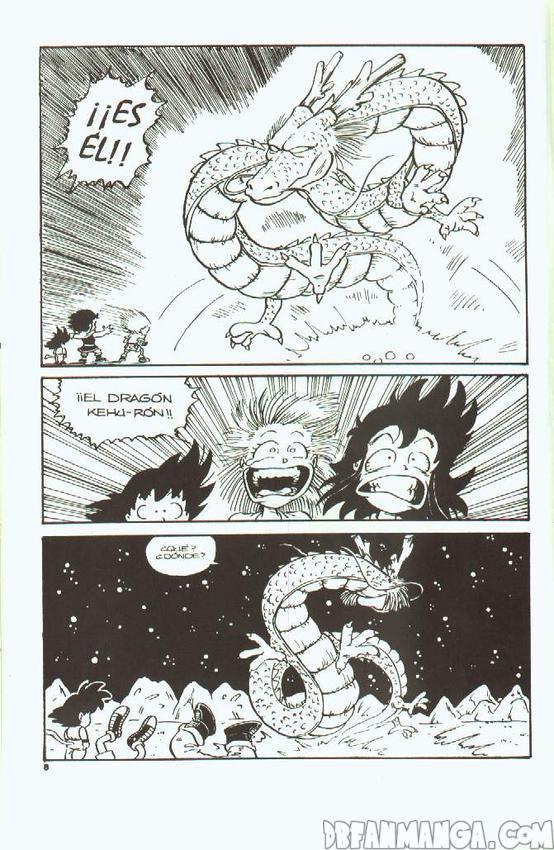 ¡¡ES
ÉL!!
¡¡EL DRAGÓN
KEHU-RÓN!!
¿QUÉ?
¿DÓNDE?
8
DBFANMANGA.COM